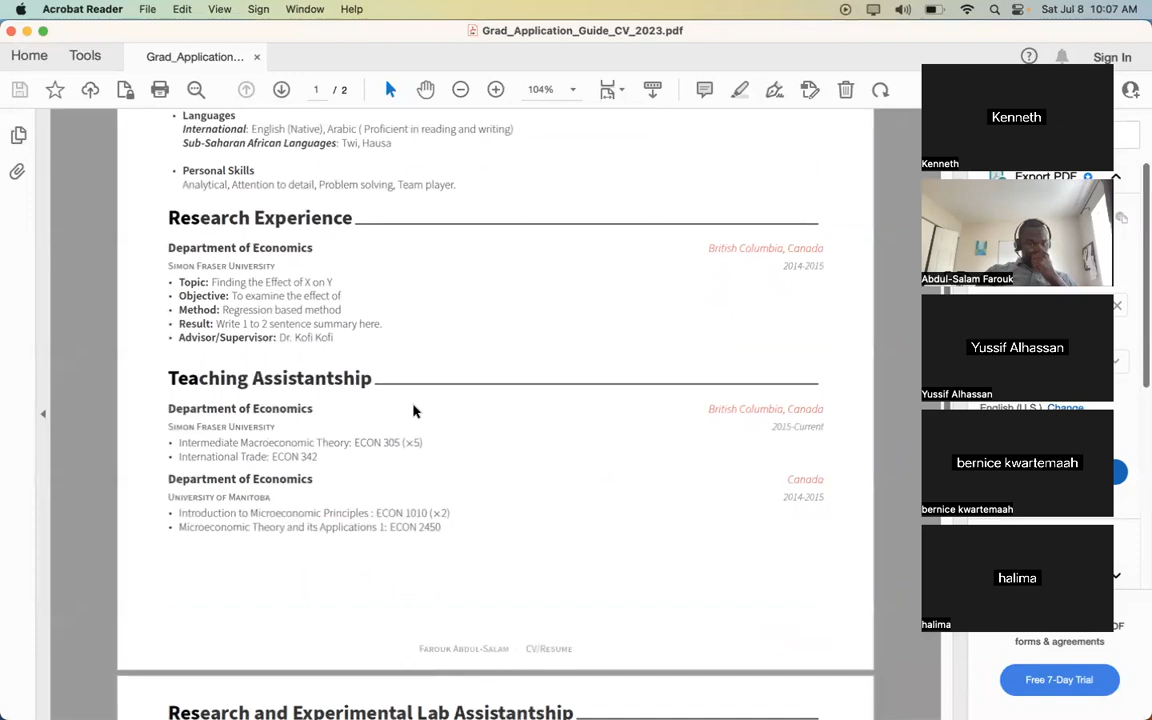 Acrobat Reader File Edit View Sign Window Help Sat Jul 8 10:07 AM
Grad_Application_Guide_CV_2023.pdf
Home Tools Grad_Application... × Sign In
1 / 2 104%
Languages
International: English (Native), Arabic ( Proficient in reading and writing)
Sub-Saharan African Languages: Twi, Hausa
Personal Skills
Analytical, Attention to detail, Problem solving, Team player.
Research Experience
Department of Economics British Columbia, Canada
Simon Fraser University 2014-2015
• Topic: Finding the Effect of X on Y
• Objective: To examine the effect of
• Method: Regression based method
• Result: Write 1 to 2 sentence summary here.
• Advisor/Supervisor: Dr. Kofi Kofi
Teaching Assistantship
Department of Economics British Columbia, Canada
Simon Fraser University 2015-Current
• Intermediate Macroeconomic Theory: ECON 305 (×5)
• International Trade: ECON 342
Department of Economics Canada
University of Manitoba 2014-2015
• Introduction to Microeconomic Principles : ECON 1010 (×2)
• Microeconomic Theory and its Applications 1: ECON 2450
Farouk Abdul-Salam · CV/Resume
Research and Experimental Lab Assistantship
Kenneth
Kenneth
Export PDF
Abdul-Salam Farouk
Yussif Alhassan
Yussif Alhassan
English (U.S.) Change
bernice kwartemaah
bernice kwartemaah
halima
halima
forms & agreements
Free 7-Day Trial